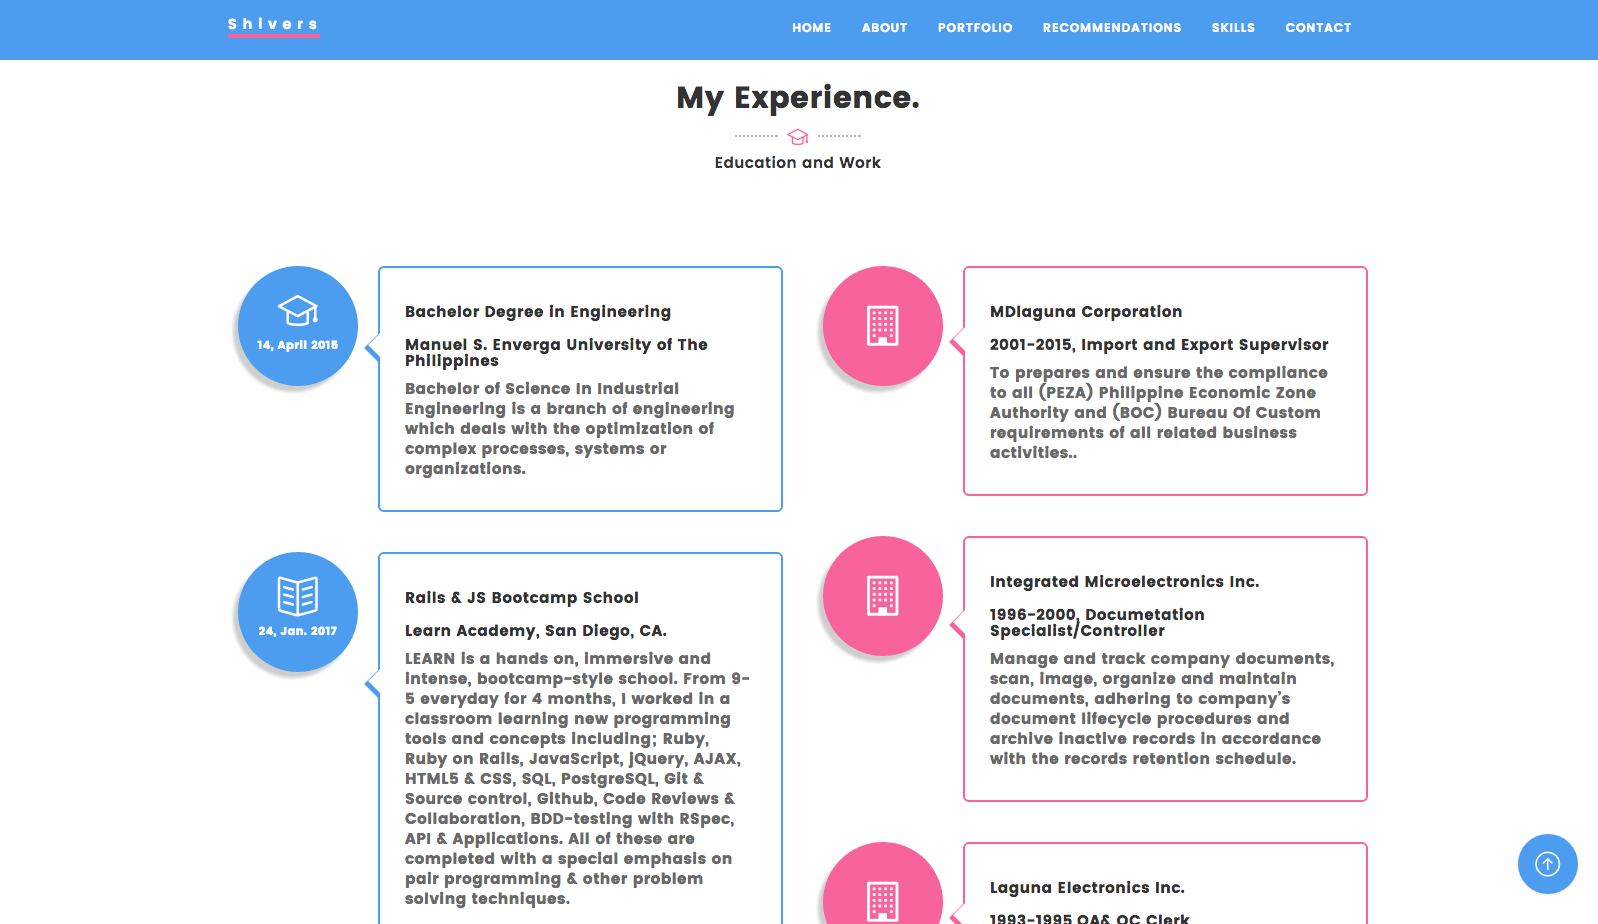 Shivers
HOME ABOUT PORTFOLIO RECOMMENDATIONS SKILLS CONTACT
My Experience.
Education and Work
14, April 2015
Bachelor Degree in Engineering
Manuel S. Enverga University of The
Philippines
Bachelor of Science In Industrial
Engineering is a branch of engineering
which deals with the optimization of
complex processes, systems or
organizations.
24, Jan. 2017
Rails & JS Bootcamp School
Learn Academy, San Diego, CA.
LEARN is a hands on, immersive and
intense, bootcamp-style school. From 9-
5 everyday for 4 months, I worked in a
classroom learning new programming
tools and concepts including; Ruby,
Ruby on Rails, JavaScript, jQuery, AJAX,
HTML5 & CSS, SQL, PostgreSQL, Git &
Source control, Github, Code Reviews &
Collaboration, BDD-testing with RSpec,
API & Applications. All of these are
completed with a special emphasis on
pair programming & other problem
solving techniques.
MDlaguna Corporation
2001-2015, Import and Export Supervisor
To prepares and ensure the compliance
to all (PEZA) Philippine Economic Zone
Authority and (BOC) Bureau Of Custom
requirements of all related business
activities..
Integrated Microelectronics Inc.
1996-2000, Documetation
Specialist/Controller
Manage and track company documents,
scan, image, organize and maintain
documents, adhering to company's
document lifecycle procedures and
archive inactive records in accordance
with the records retention schedule.
Laguna Electronics Inc.
1993-1995 QA& QC Clerk